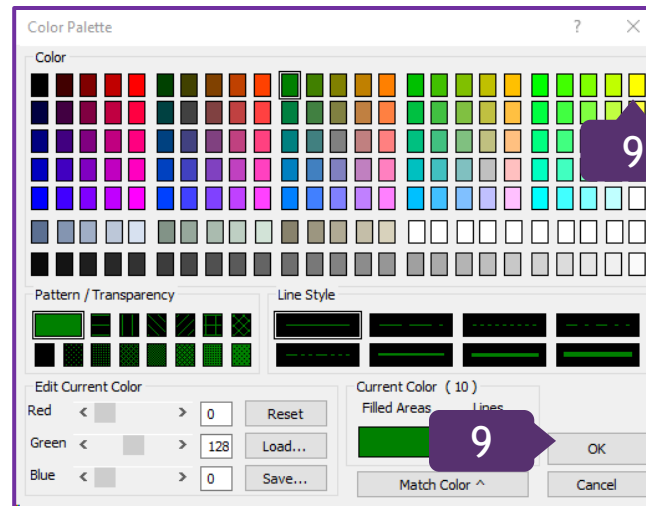 Color Palette ? ×
Color
9
Pattern / Transparency Line Style
Edit Current Color Current Color ( 10 )
Red < > 0 Reset Filled Areas Lines
Green < > 128 Load... 9 OK
Blue < > 0 Save... Match Color ^ Cancel